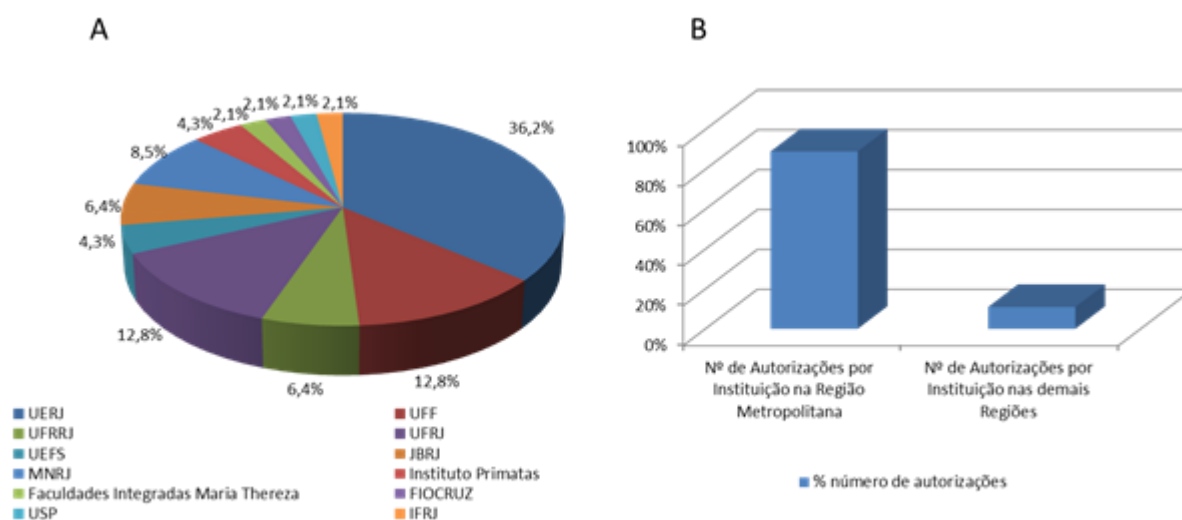 A
36,2%
12,8%
6,4%
12,8%
4,3%
6,4%
8,5%
4,3%
2,1%
2,1%
2,1%
2,1%
UERJ
UFF
UFRRJ
UFRJ
UEFS
JBRJ
MNRJ
Instituto Primatas
Faculdades Integradas Maria Thereza
FIOCRUZ
USP
IFRJ
B
100%
80%
60%
40%
20%
0%
Nº de Autorizações por
Instituição na Região
Metropolitana
Nº de Autorizações por
Instituição nas demais
Regiões
% número de autorizações